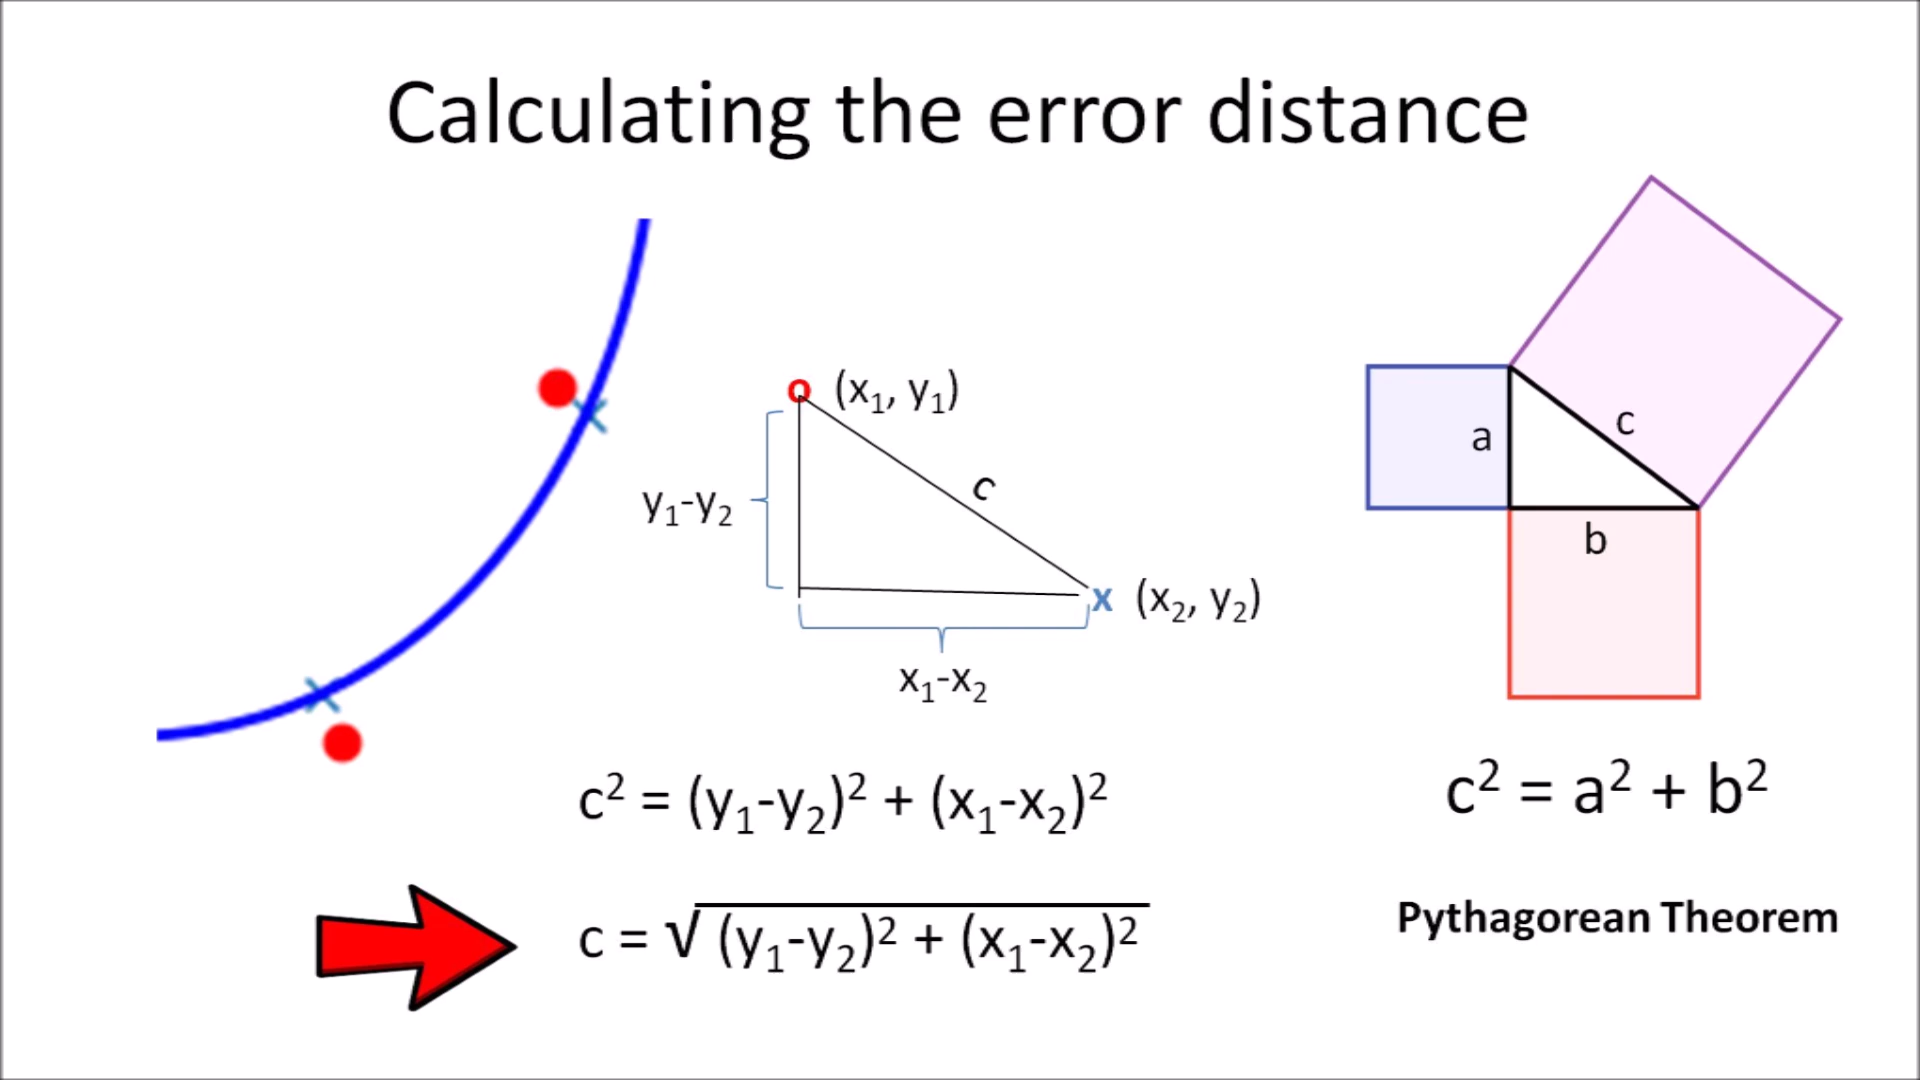 Calculating the error distance
(x₁, y₁)
c
y₁-y₂
x (x₂, y₂)
x₁-x₂
a
c
b
c² = (y₁-y₂)² + (x₁-x₂)²
c = √(y₁-y₂)² + (x₁-x₂)²
c² = a² + b²
Pythagorean Theorem